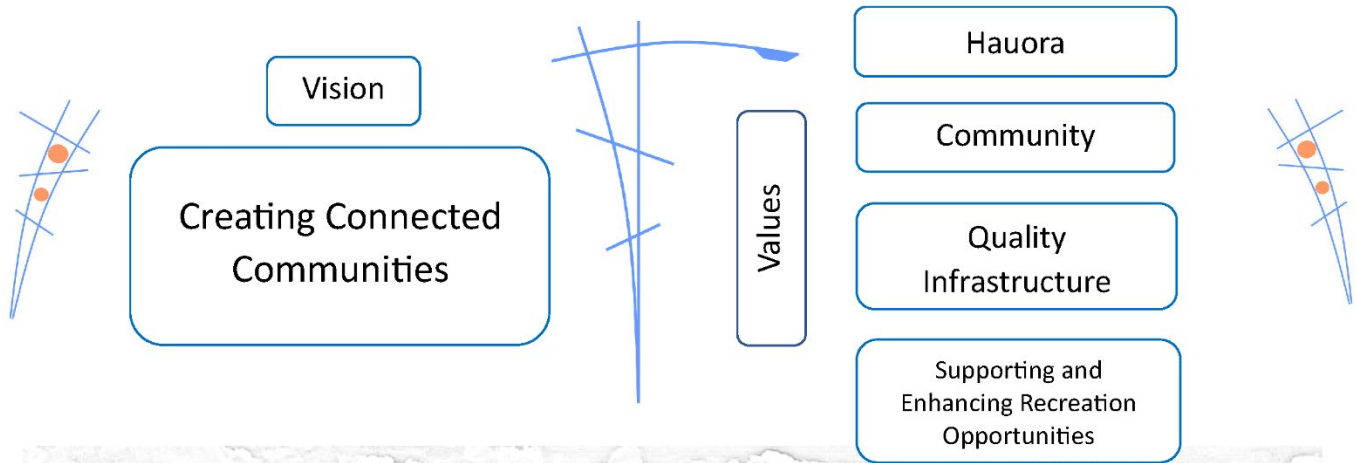 Vision
Creating Connected
Communities
Values
Hauora
Community
Quality
Infrastructure
Supporting and
Enhancing Recreation
Opportunities